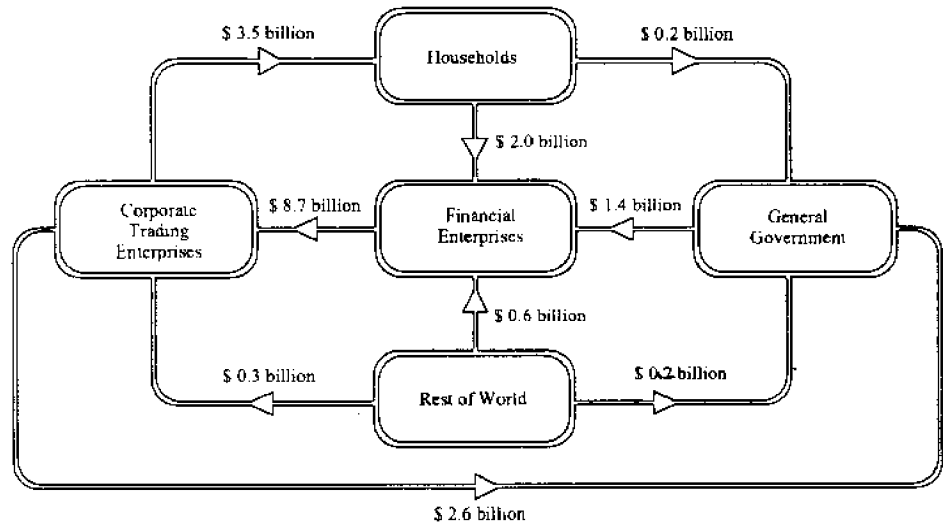 $ 3.5 billion
$ 0.2 billion
Households
$ 2.0 billion
Corporate
Trading
Enterprises
$ 8.7 billion
Financial
Enterprises
$ 1.4 billion
General
Government
$ 0.6 billion
$ 0.3 billion
Rest of World
$ 0.2 billion
$ 2.6 billion